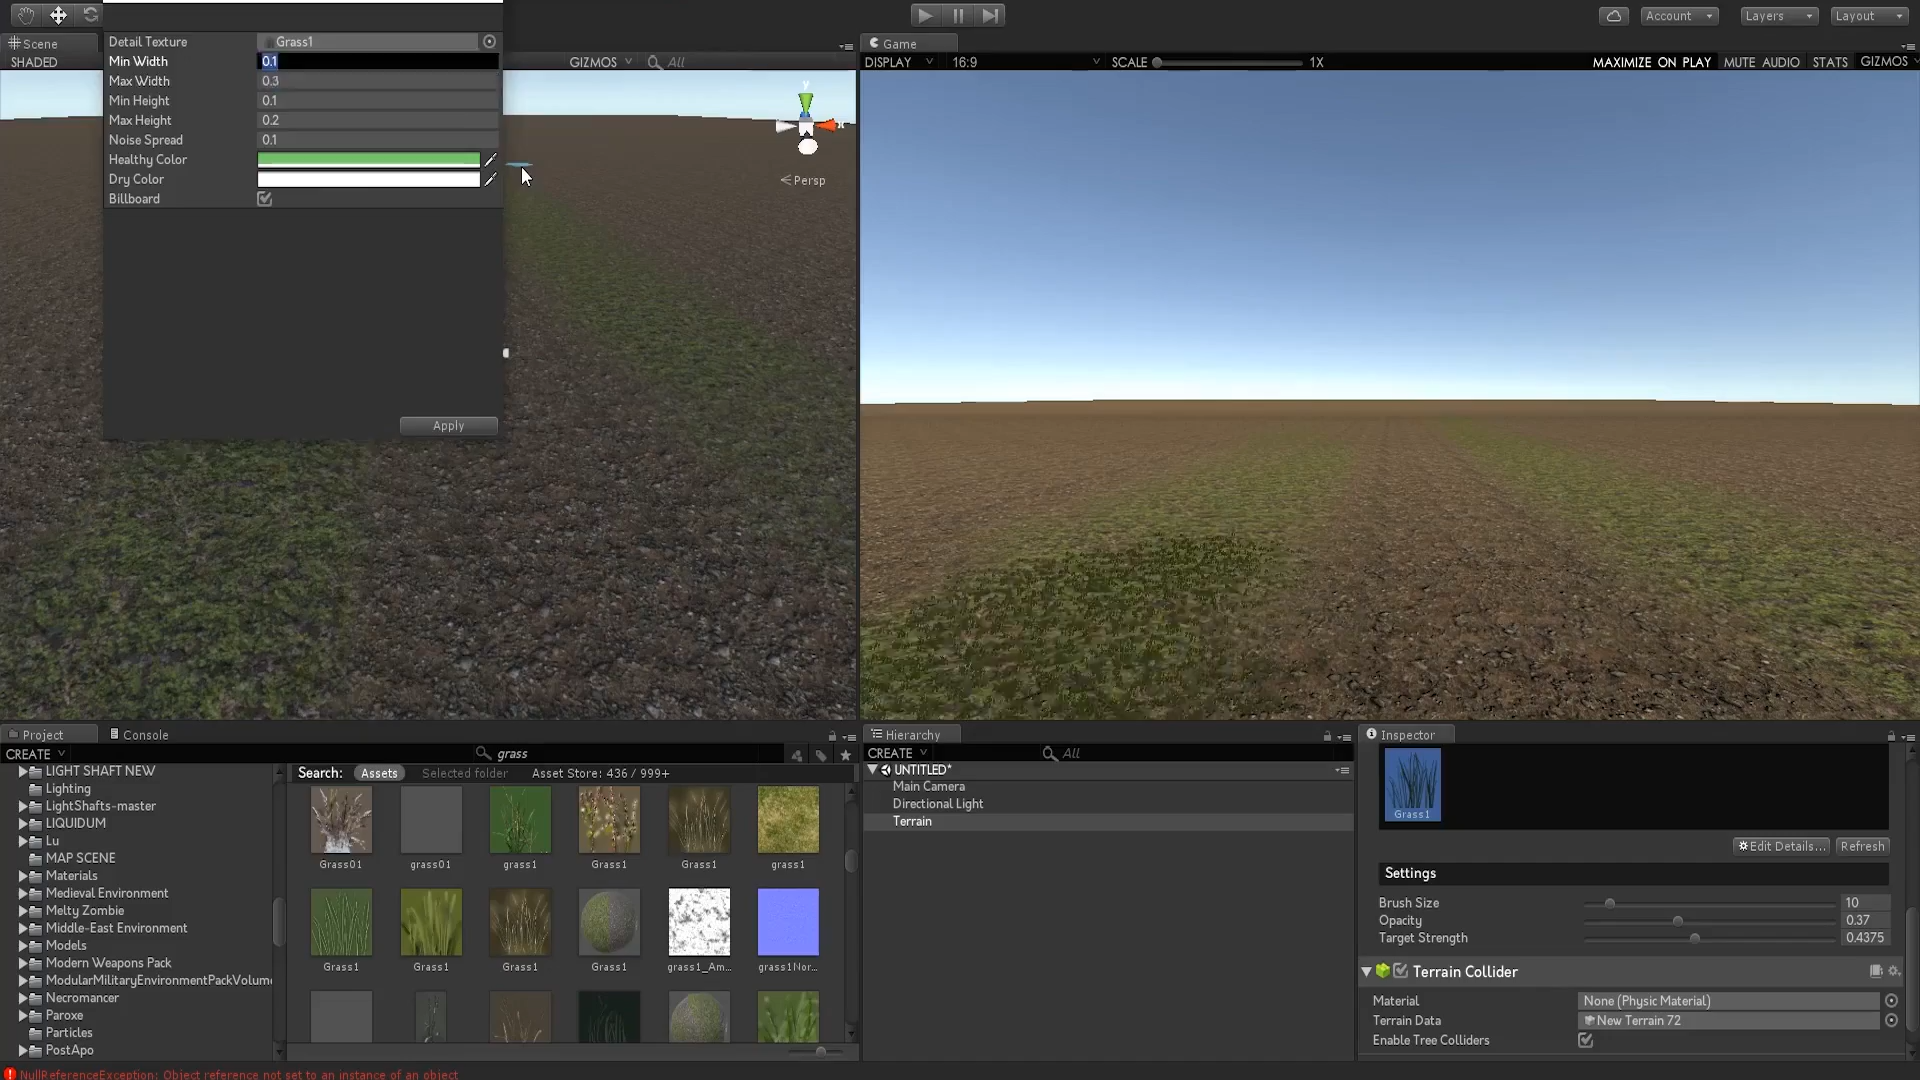 Account
Layers
Layout
Scene
SHADED
GIZMOS
All
Detail Texture Grass1
Min Width 0.1
Max Width 0.3
Min Height 0.1
Max Height 0.2
Noise Spread 0.1
Healthy Color
Dry Color
Billboard
Apply
y
x
Persp
Game
DISPLAY 16:9 SCALE 1X MAXIMIZE ON PLAY MUTE AUDIO STATS GIZMOS
Project Console
CREATE grass
LIGHT SHAFT NEW
Lighting
LightShafts-master
LIQUIDUM
Lu
MAP SCENE
Materials
Medieval Environment
Melty Zombie
Middle-East Environment
Models
Modern Weapons Pack
ModularMilitaryEnvironmentPackVolume
Necromancer
Paroxe
Particles
PostApo
Search: Assets Selected folder Asset Store: 436 / 999+
Grass01 grass01 grass1 Grass1 Grass1 grass1
Grass1 Grass1 Grass1 Grass1 grass1_Am... grass1Nor...
Hierarchy
CREATE All
UNTITLED*
Main Camera
Directional Light
Terrain
Inspector
Grass1
Edit Details... Refresh
Settings
Brush Size 10
Opacity 0.37
Target Strength 0.4375
Terrain Collider
Material None (Physic Material)
Terrain Data New Terrain 72
Enable Tree Colliders
NullReferenceException: Object reference not set to an instance of an object